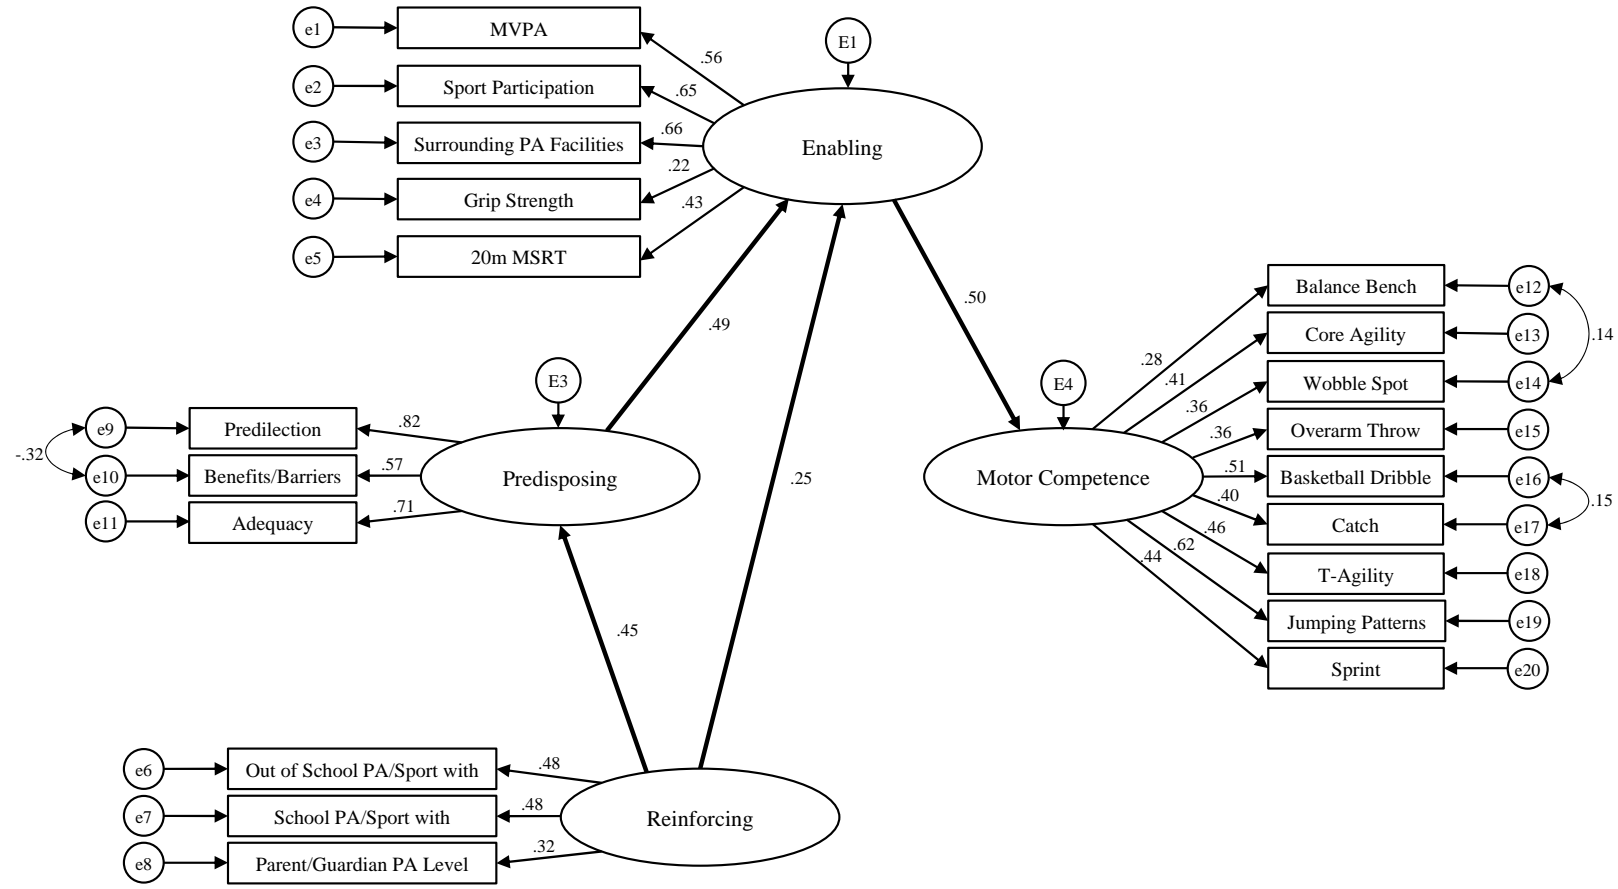 e1
MVPA
.56
E1
e2
Sport Participation
.65
e3
Surrounding PA Facilities
.66
Enabling
e4
Grip Strength
.22
e5
20m MSRT
.43
.49
.50
.25
E3
e9
Predilection
.82
-.32
e10
Benefits/Barriers
.57
Predisposing
e11
Adequacy
.71
E4
Motor Competence
.28
Balance Bench
e12
.14
.41
Core Agility
e13
.36
Wobble Spot
e14
.36
Overarm Throw
e15
.51
Basketball Dribble
e16
.15
.40
Catch
e17
.46
T-Agility
e18
.62
Jumping Patterns
e19
.44
Sprint
e20
.45
e6
Out of School PA/Sport with
.48
e7
School PA/Sport with
.48
Reinforcing
e8
Parent/Guardian PA Level
.32